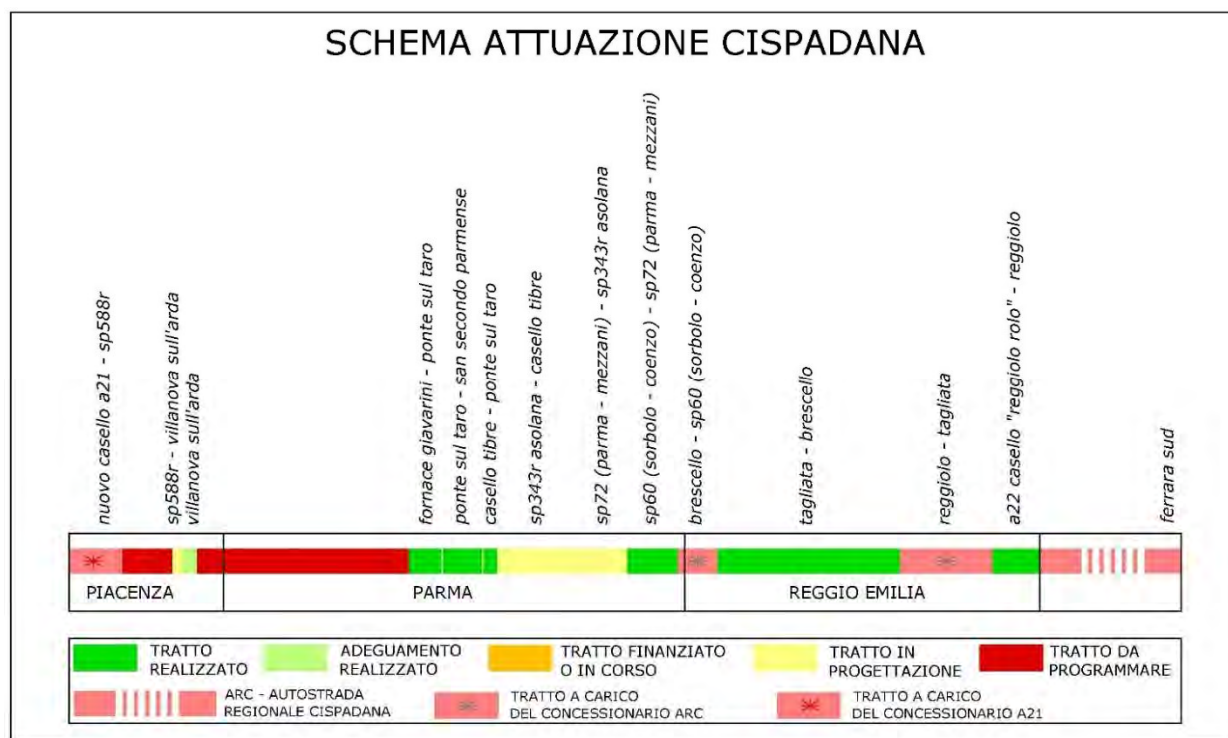 SCHEMA ATTUAZIONE CISPADANA
nuovo casello a21 - sp588r
sp588r - villanova sull'arda
villanova sull'arda
fornace giavarini - ponte sul taro
ponte sul taro - san secondo parmense
casello tibre - ponte sul taro
sp343r asolana - casello tibre
sp72 (parma - mezzani) - sp343r asolana
sp60 (sorbolo - coenzo) - sp72 (parma - mezzani)
brescello - sp60 (sorbolo - coenzo)
tagliata - brescello
reggiolo - tagliata
a22 casello "reggiolo rolo" - reggiolo
ferrara sud
PIACENZA
PARMA
REGGIO EMILIA
TRATTO
REALIZZATO
ADEGUAMENTO
REALIZZATO
TRATTO FINANZIATO
O IN CORSO
TRATTO IN
PROGETTAZIONE
TRATTO DA
PROGRAMMARE
ARC - AUTOSTRADA
REGIONALE CISPADANA
TRATTO A CARICO
DEL CONCESSIONARIO ARC
TRATTO A CARICO
DEL CONCESSIONARIO A21